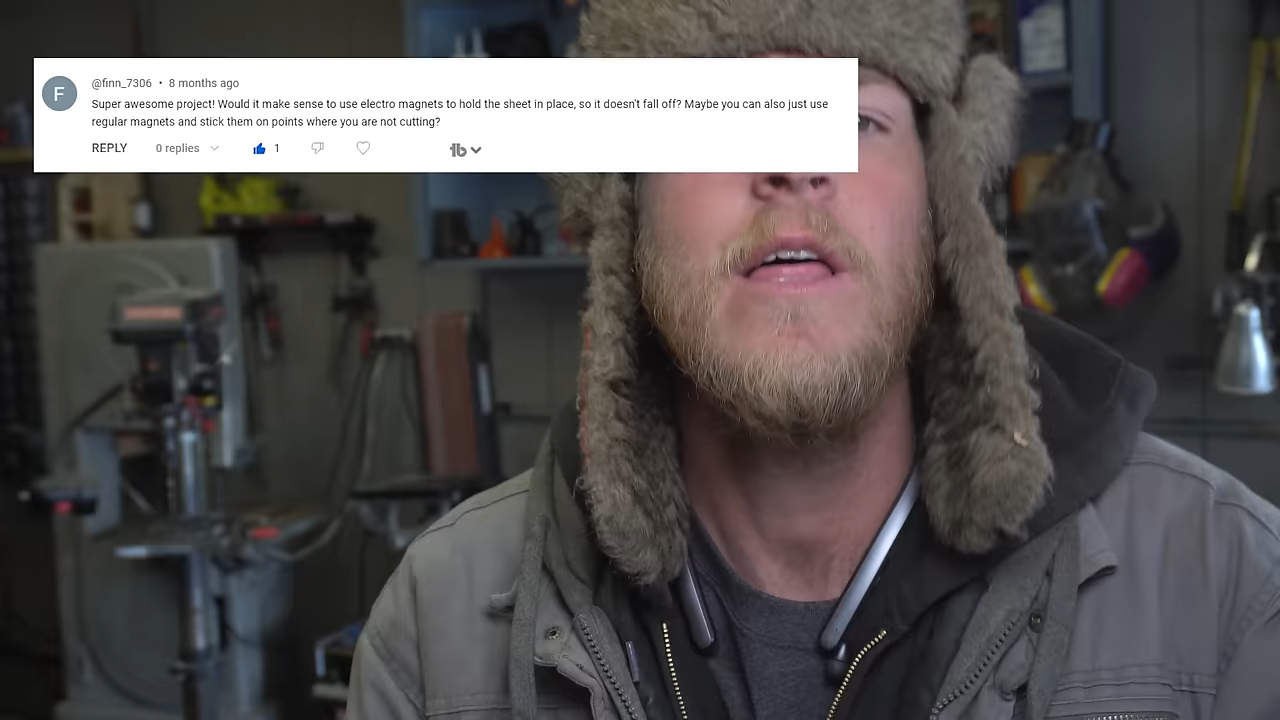 F
@finn_7306 • 8 months ago
Super awesome project! Would it make sense to use electro magnets to hold the sheet in place, so it doesn't fall off? Maybe you can also just use
regular magnets and stick them on points where you are not cutting?
REPLY 0 replies 1 tb